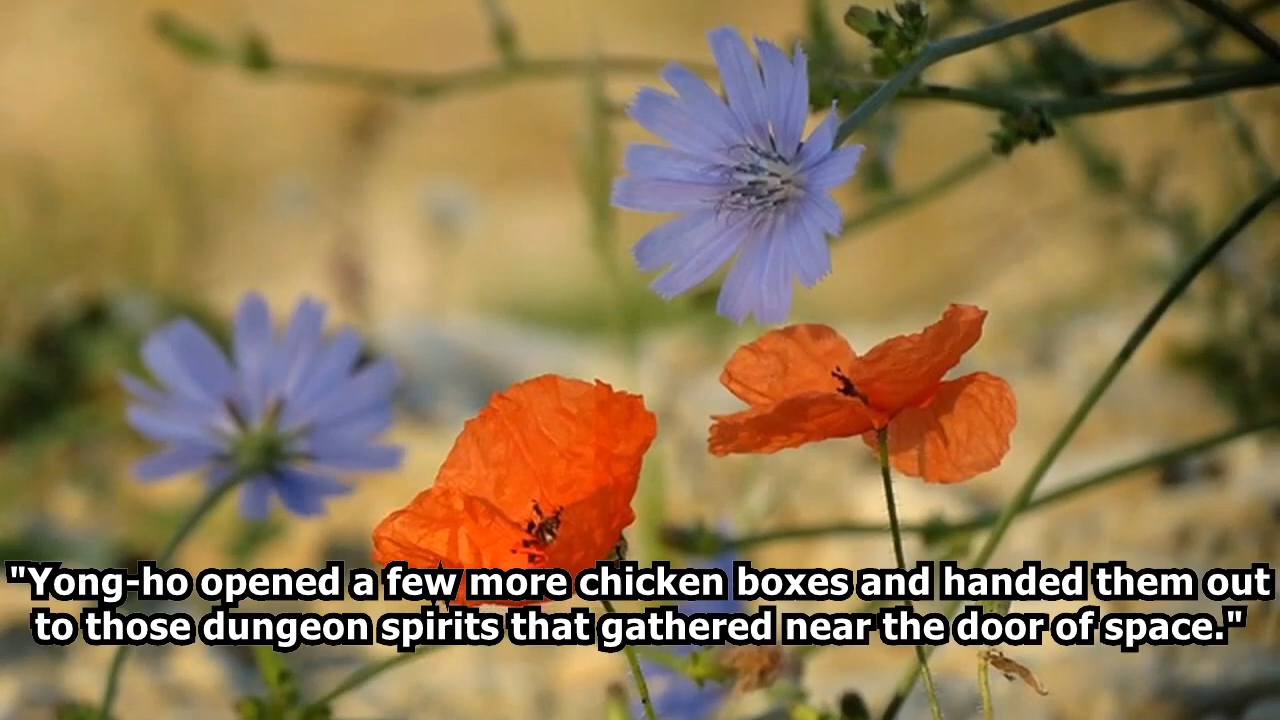 "Yong-ho opened a few more chicken boxes and handed them out
to those dungeon spirits that gathered near the door of space."